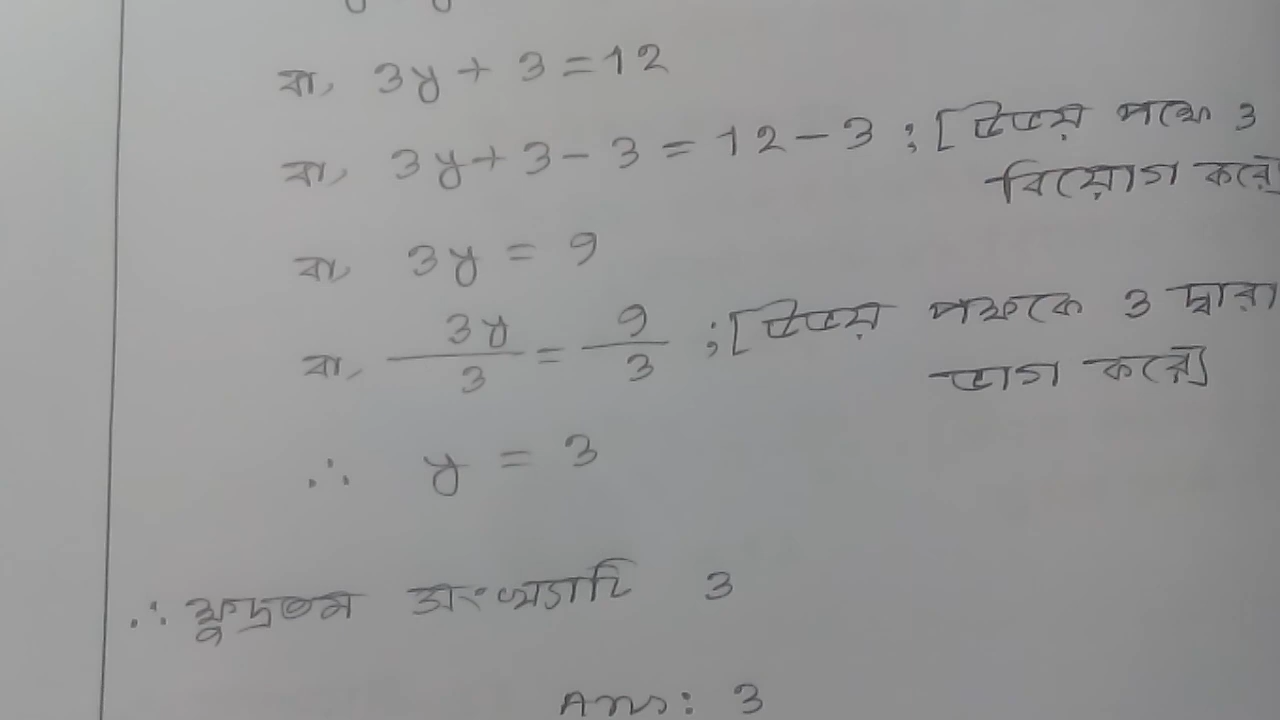 বা, 3y + 3 = 12
বা, 3y + 3 - 3 = 12 - 3 ; [উভয় পক্ষে 3
বিয়োগ করে]
বা, 3y = 9
বা, 3y/3 = 9/3 ; [উভয় পক্ষকে 3 দ্বারা
ভাগ করে]
∴ y = 3
∴ ক্ষুদ্রতম সংখ্যাটি 3
Ans: 3